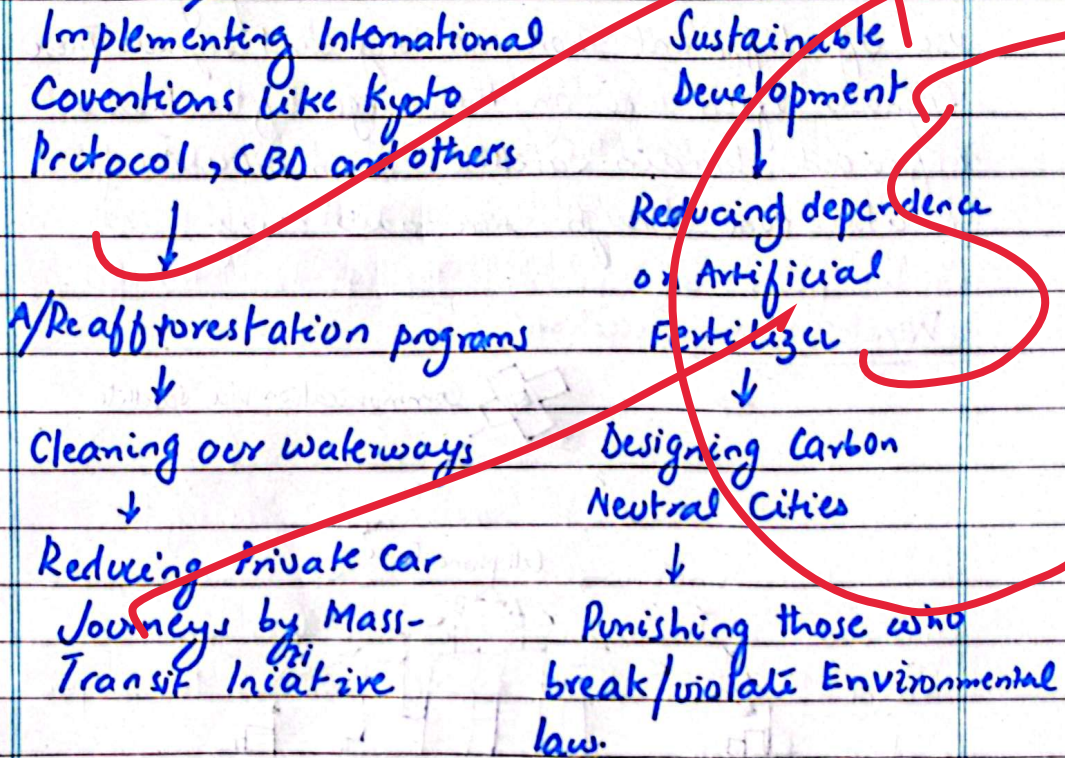 Implementing International
Coventions like Kyoto
Protocol, CBD and others
A/Reaffforestation programs
Cleaning our waterways
Reducing Private Car
Journeys by Mass-
Transit Iniative
ti
Sustainable
Development
Reducing dependence
on Artificial
Fertilizer
Designing Carbon
Neutral Cities
Punishing those who
break/violate Environmental
law.